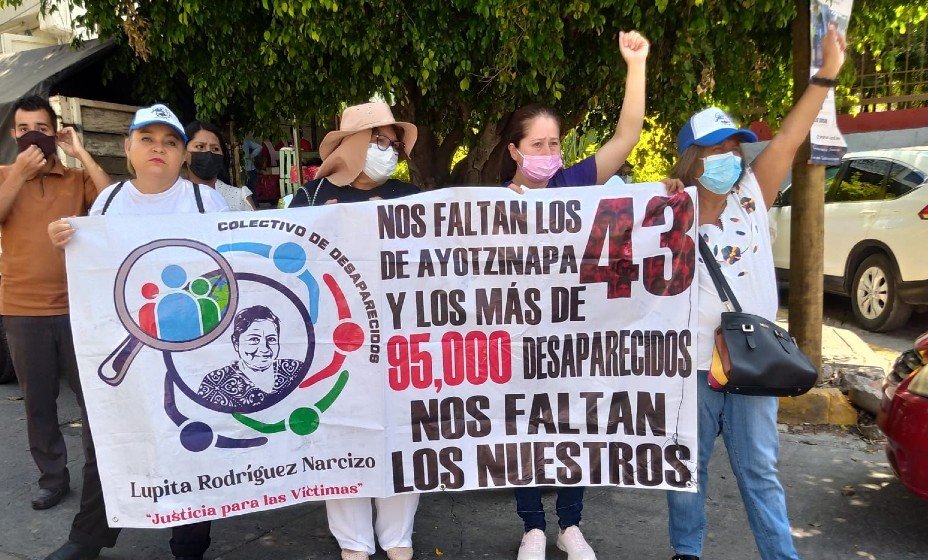 COLECTIVO DE DESAPARECIDOS
Lupita Rodríguez Narcizo
"Justicia para las Víctimas"
NOS FALTAN LOS 43
DE AYOTZINAPA
Y LOS MÁS DE
95,000 DESAPARECIDOS
NOS FALTAN
LOS NUESTROS